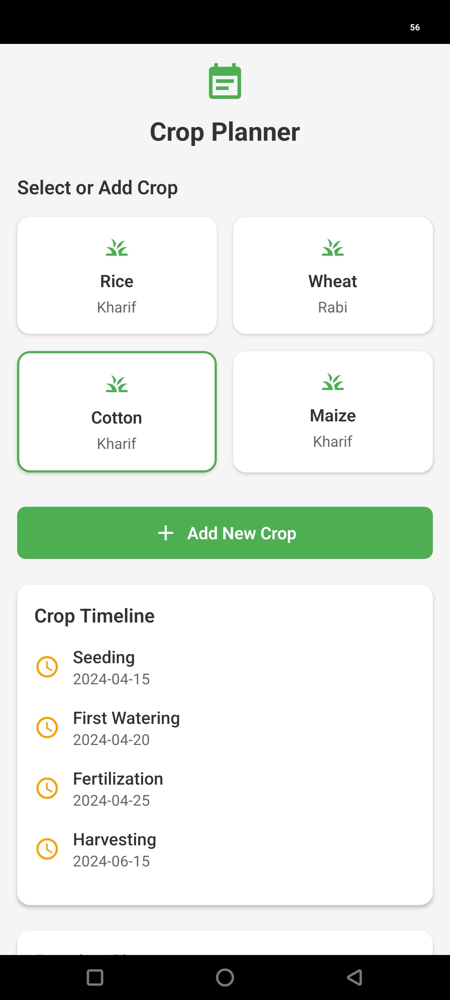 56
Crop Planner
Select or Add Crop
Rice
Kharif
Wheat
Rabi
Cotton
Kharif
Maize
Kharif
Add New Crop
Crop Timeline
Seeding
2024-04-15
First Watering
2024-04-20
Fertilization
2024-04-25
Harvesting
2024-06-15